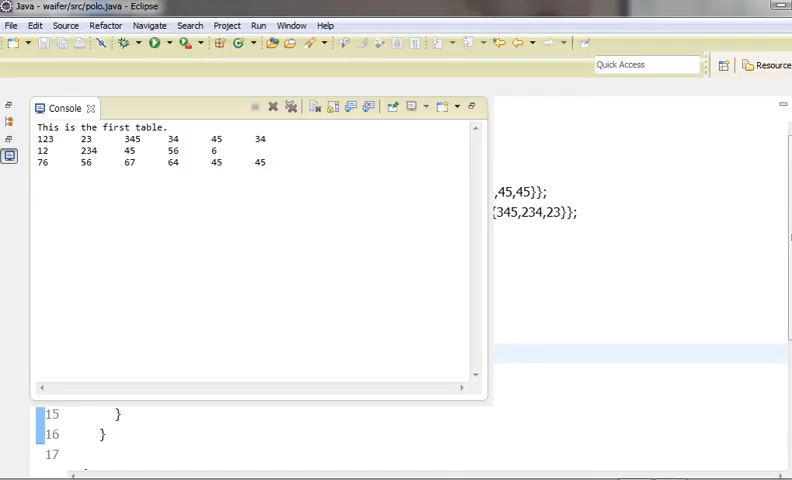 Java - waifer/src/polo.java - Eclipse
File Edit Source Refactor Navigate Search Project Run Window Help
Quick Access
Resource
Console
This is the first table.
123 23 345 34 45 34
12 234 45 56 6
76 56 67 64 45 45
,45,45}};
{345,234,23}};
15 }
16 }
17